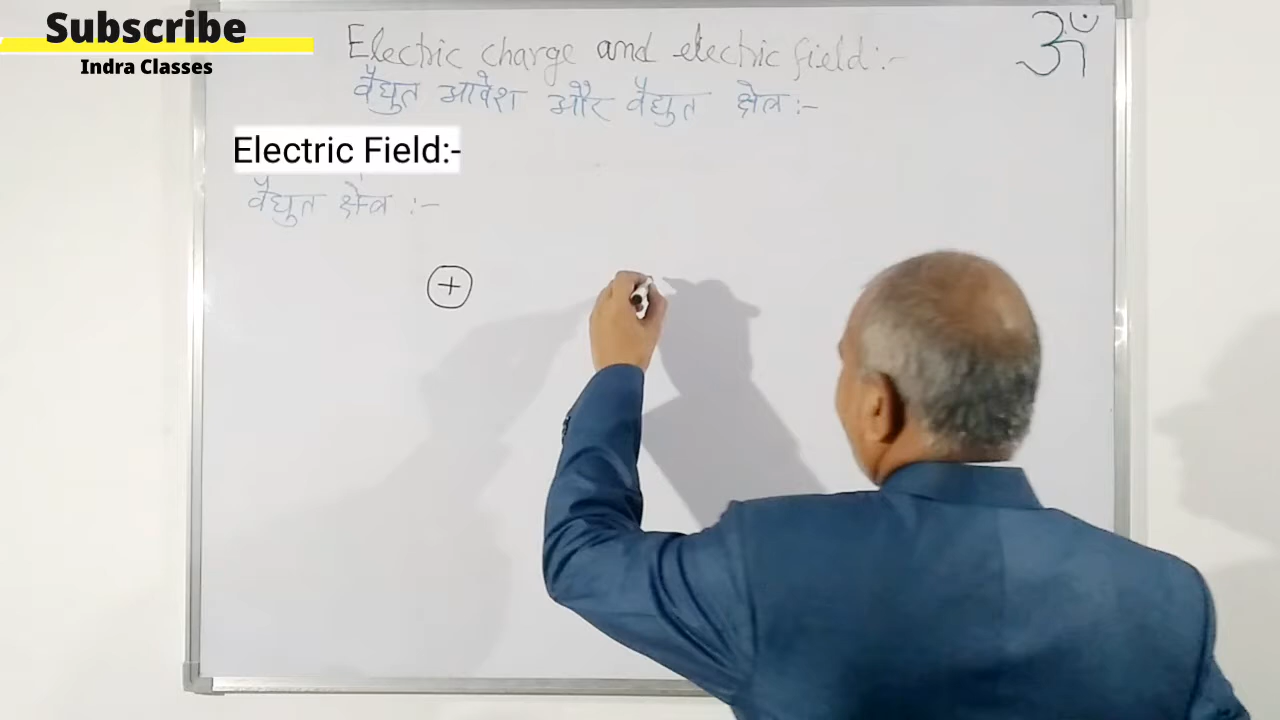 Subscribe
Indra Classes
Electric charge and electric field:-
ॐ
वैद्युत आवेश और वैद्युत क्षेत्र :-
Electric Field:-
वैद्युत क्षेत्र :-
+